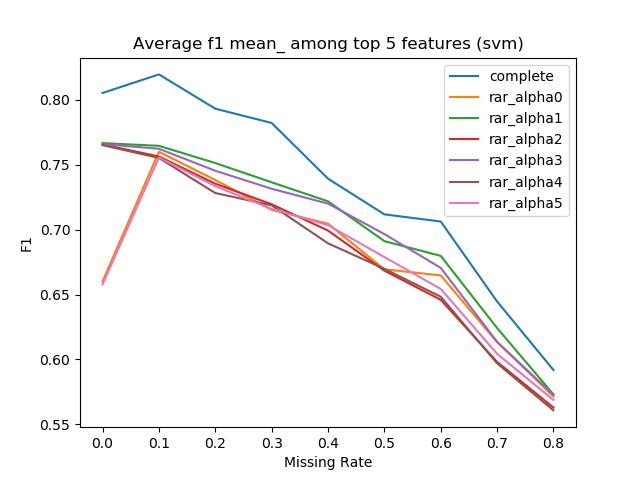 Average f1 mean_ among top 5 features (svm)
complete
rar_alpha0
rar_alpha1
rar_alpha2
rar_alpha3
rar_alpha4
rar_alpha5
0.80
0.75
0.70
0.65
0.60
0.55
F1
0.0 0.1 0.2 0.3 0.4 0.5 0.6 0.7 0.8
Missing Rate